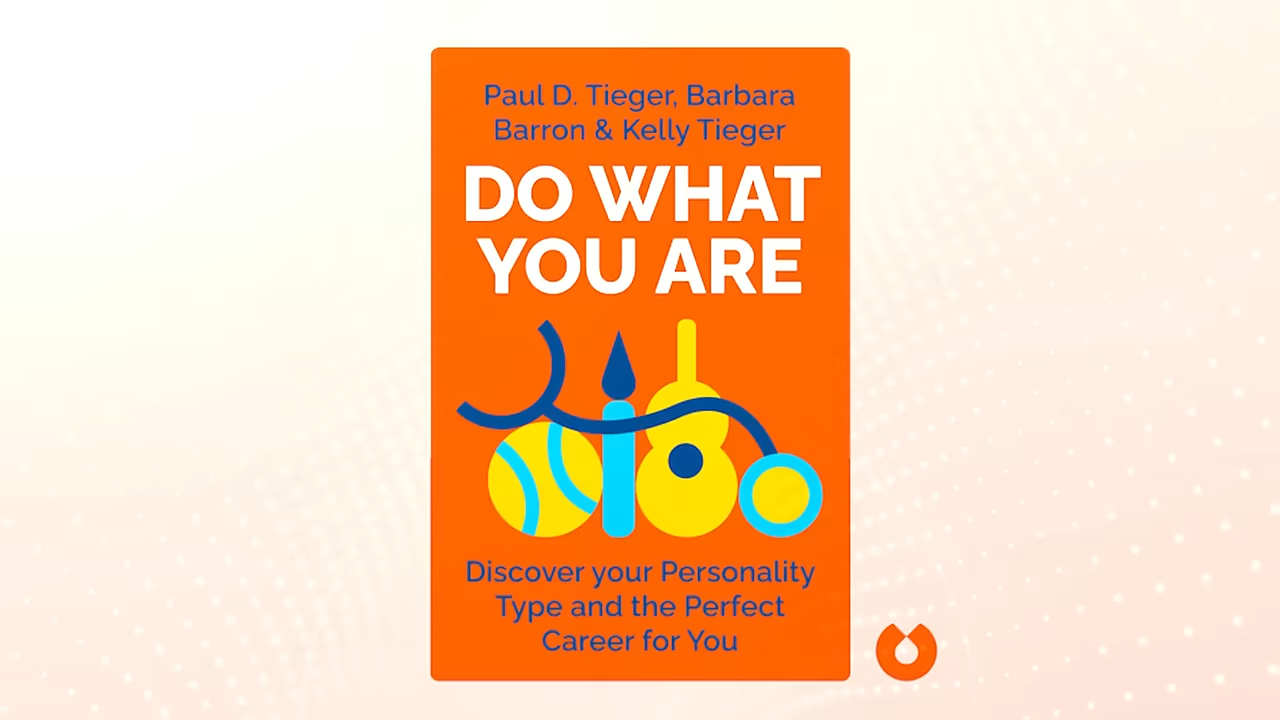 Paul D. Tieger, Barbara
Barron & Kelly Tieger
DO WHAT
YOU ARE
Discover your Personality
Type and the Perfect
Career for You